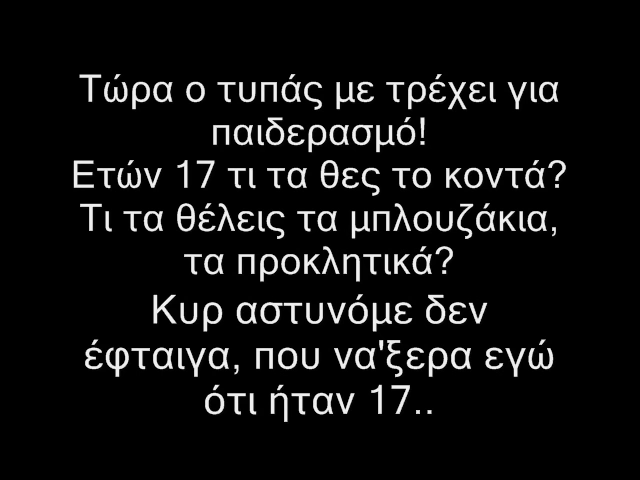 Τώρα ο τυπάς με τρέχει για
παιδερασμό!
Ετών 17 τι τα θες το κοντά?
Τι τα θέλεις τα μπλουζάκια,
τα προκλητικά?
Κυρ αστυνόμε δεν
έφταιγα, που να'ξερα εγώ
ότι ήταν 17..